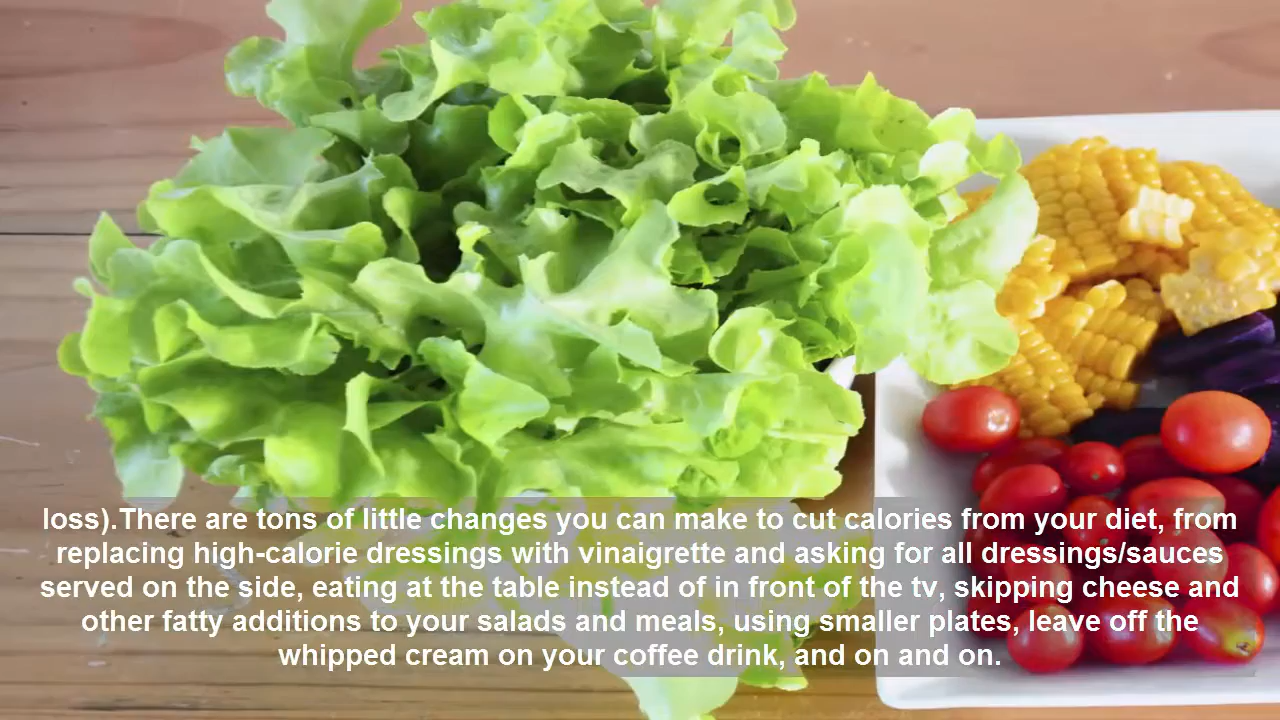 loss).There are tons of little changes you can make to cut calories from your diet, from
replacing high-calorie dressings with vinaigrette and asking for all dressings/sauces
served on the side, eating at the table instead of in front of the tv, skipping cheese and
other fatty additions to your salads and meals, using smaller plates, leave off the
whipped cream on your coffee drink, and on and on.